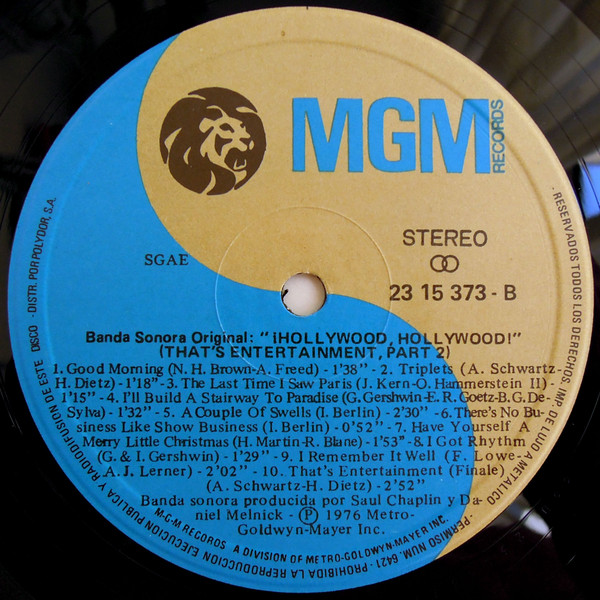 MGM
RECORDS
STEREO
SGAE
23 15 373 - B
Banda Sonora Original: "¡HOLLYWOOD, HOLLYWOOD!"
(THAT'S ENTERTAINMENT, PART 2)
1. Good Morning (N. H. Brown-A. Freed) - 1'38" - 2. Triplets (A. Schwartz-
H. Dietz) - 1'18" - 3. The Last Time I Saw Paris (J. Kern-O. Hammerstein II) -
1'15" - 4. I'll Build A Stairway To Paradise (G. Gershwin-E. R. Goetz-B.G. De-
Sylva) - 1'32" - 5. A Couple Of Swells (I. Berlin) - 2'30" - 6. There's No Bu-
siness Like Show Business (I. Berlin) - 0'52" - 7. Have Yourself A
Merry Little Christmas (H. Martin-R. Blane) - 1'53" - 8. I Got Rhythm
(G. & I. Gershwin) - 1'29" - 9. I Remember It Well (F. Lowe-
A. J. Lerner) - 2'02" - 10. That's Entertainment (Finale)
(A. Schwartz-H. Dietz) - 2'52"
Banda sonora producida por Saul Chaplin y Da-
niel Melnick - Ⓟ 1976 Metro-
Goldwyn-Mayer Inc.
M-G-M RECORDS A DIVISION OF METRO-GOLDWYN-MAYER INC.
- RESERVADOS TODOS LOS DERECHOS. IMP. DE LUJO A METALICO - PERMISO NUM. 6421 - PROHIBIDA LA REPRODUCCION EJECUCION PUBLICA Y RADIODIFUSION DE ESTE DISCO - DISTR. POR POLYDOR, S.A.